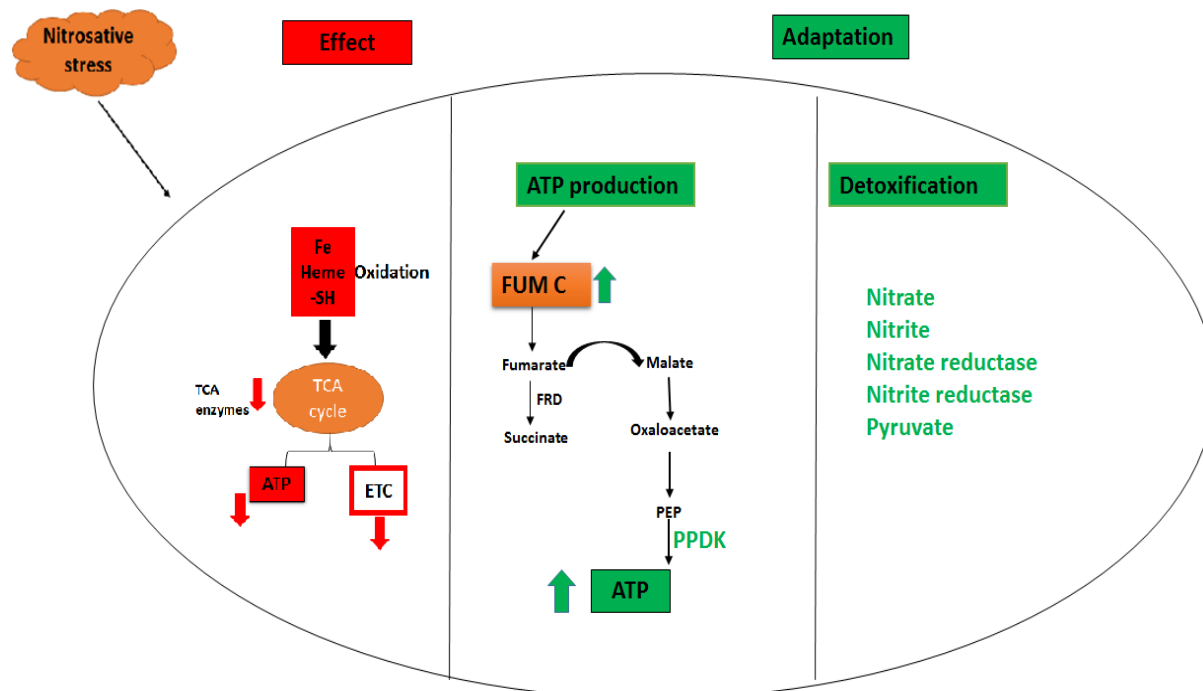 Nitrosative
stress
Effect
Adaptation
Fe
Heme
-SH
Oxidation
TCA
enzymes
TCA
cycle
ATP
ETC
ATP production
FUM C
Fumarate
Malate
FRD
Succinate
Oxaloacetate
PEP
PPDK
ATP
Detoxification
Nitrate
Nitrite
Nitrate reductase
Nitrite reductase
Pyruvate